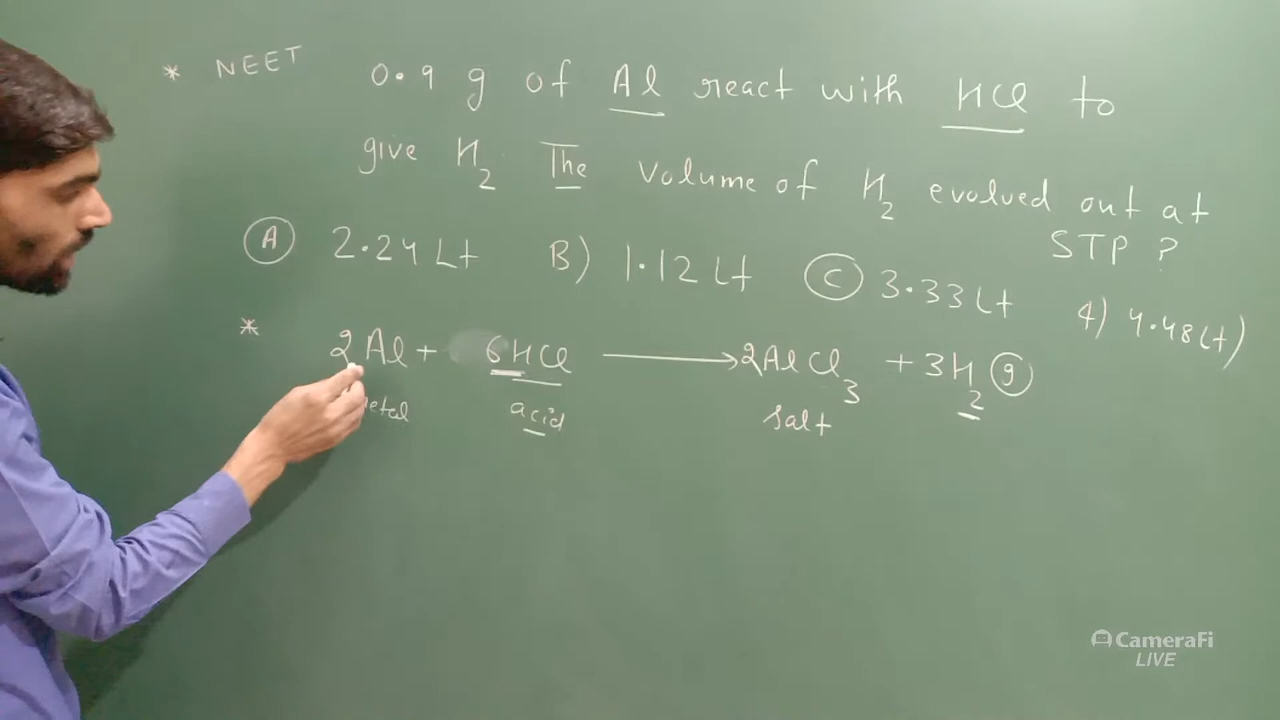 * NEET 0.9 g of Al react with HCl to
give H2 The Volume of H2 evolved out at
STP ?
A 2.24 Lt B) 1.12 Lt C 3.33 Lt 4) 4.48 Lt)
* 2Al + 6HCl → 2AlCl3 + 3H2 g
acid salt
CameraFi
LIVE